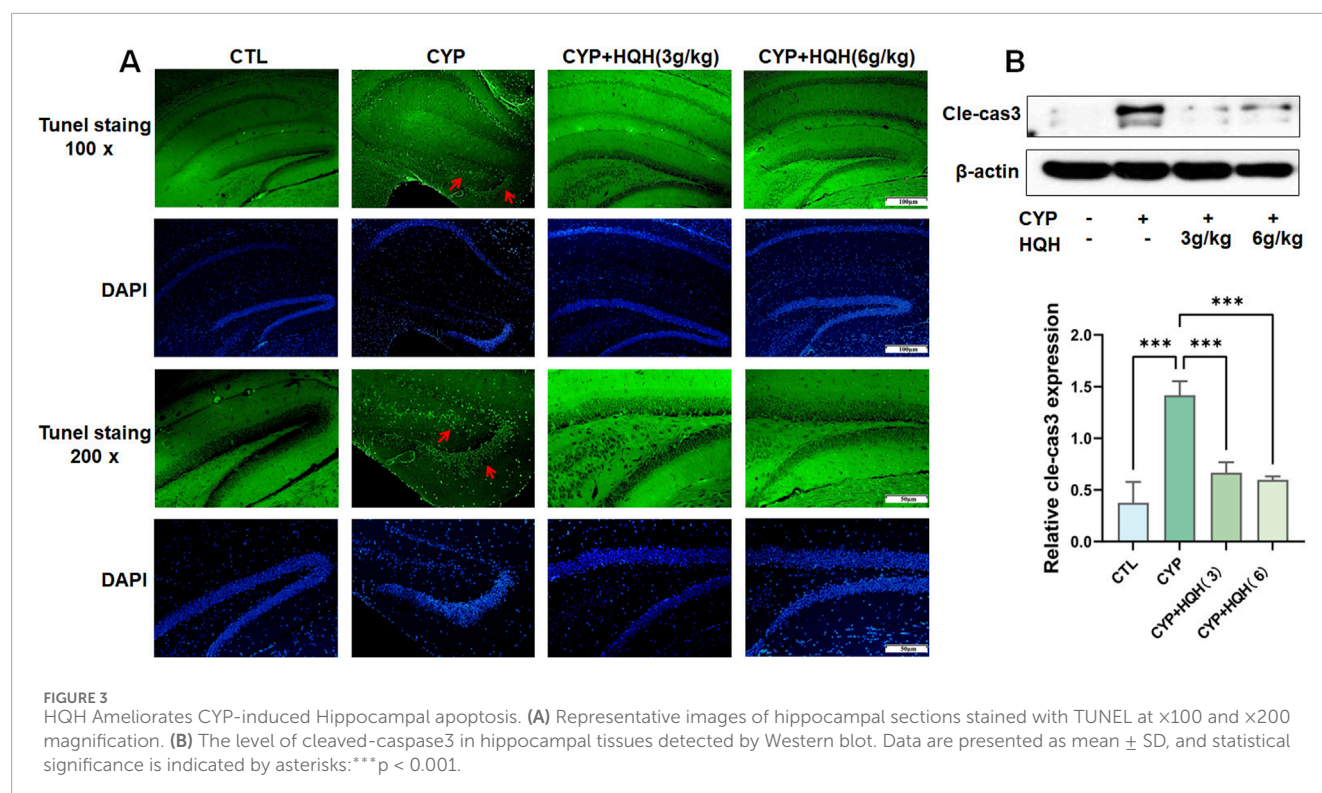 A
CTL
CYP
CYP+HQH(3g/kg)
CYP+HQH(6g/kg)
Tunel staing
100 x
100μm
DAPI
100μm
Tunel staing
200 x
50μm
DAPI
50μm
B
Cle-cas3
β-actin
CYP - + + +
HQH - - 3g/kg 6g/kg
Relative cle-cas3 expression
2.0
1.5
1.0
0.5
0.0
***
***
***
CTL
CYP
CYP+HQH(3)
CYP+HQH(6)
FIGURE 3
HQH Ameliorates CYP-induced Hippocampal apoptosis. (A) Representative images of hippocampal sections stained with TUNEL at ×100 and ×200
magnification. (B) The level of cleaved-caspase3 in hippocampal tissues detected by Western blot. Data are presented as mean ± SD, and statistical
significance is indicated by asterisks:***p < 0.001.